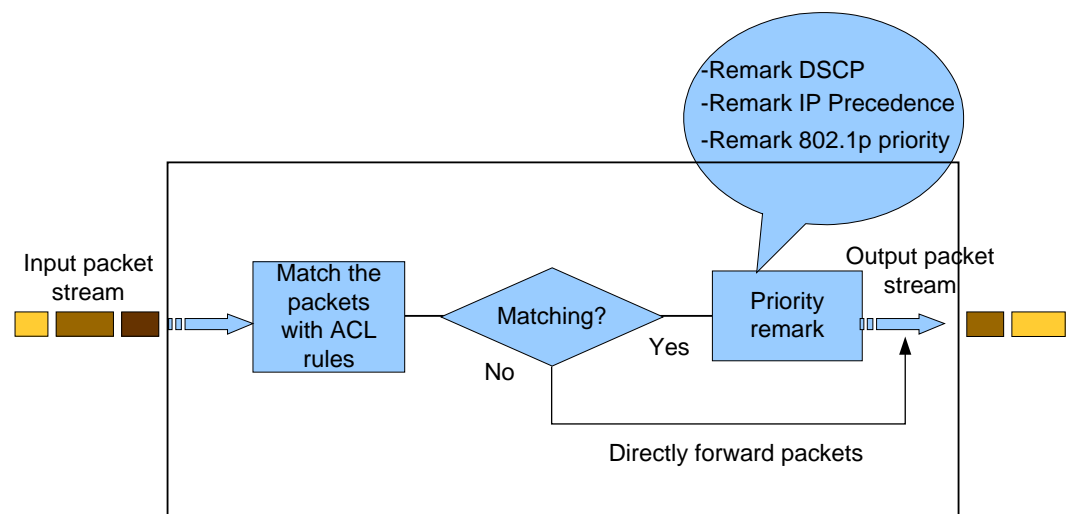 -Remark DSCP
-Remark IP Precedence
-Remark 802.1p priority
Input packet
stream
Match the
packets
with ACL
rules
Matching?
Yes
No
Priority
remark
Output packet
stream
Directly forward packets